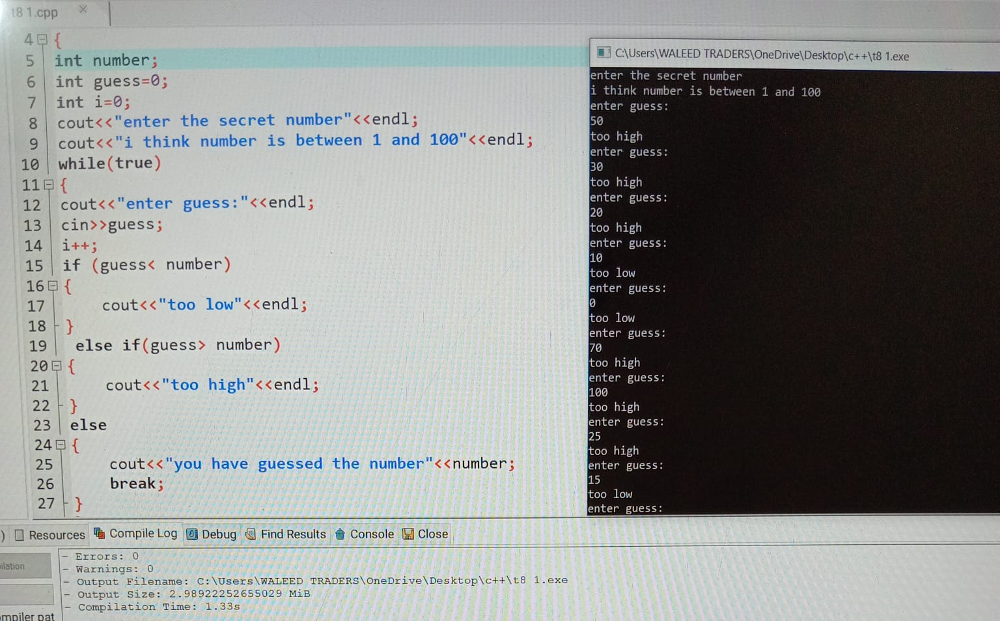 t8 1.cpp
4 {
5 int number;
6 int guess=0;
7 int i=0;
8 cout<<"enter the secret number"<<endl;
9 cout<<"i think number is between 1 and 100"<<endl;
10 while(true)
11 {
12 cout<<"enter guess:"<<endl;
13 cin>>guess;
14 i++;
15 if (guess< number)
16 {
17 cout<<"too low"<<endl;
18 }
19 else if(guess> number)
20 {
21 cout<<"too high"<<endl;
22 }
23 else
24 {
25 cout<<"you have guessed the number"<<number;
26 break;
27 }
C:\Users\WALEED TRADERS\OneDrive\Desktop\c++\t8 1.exe
enter the secret number
i think number is between 1 and 100
enter guess:
50
too high
enter guess:
30
too high
enter guess:
20
too high
enter guess:
10
too low
enter guess:
0
too low
enter guess:
70
too high
enter guess:
100
too high
enter guess:
25
too high
enter guess:
15
too low
enter guess:
) Resources Compile Log Debug Find Results Console Close
- Errors: 0
- Warnings: 0
- Output Filename: C:\Users\WALEED TRADERS\OneDrive\Desktop\c++\t8 1.exe
- Output Size: 2.98922252655029 MiB
- Compilation Time: 1.33s